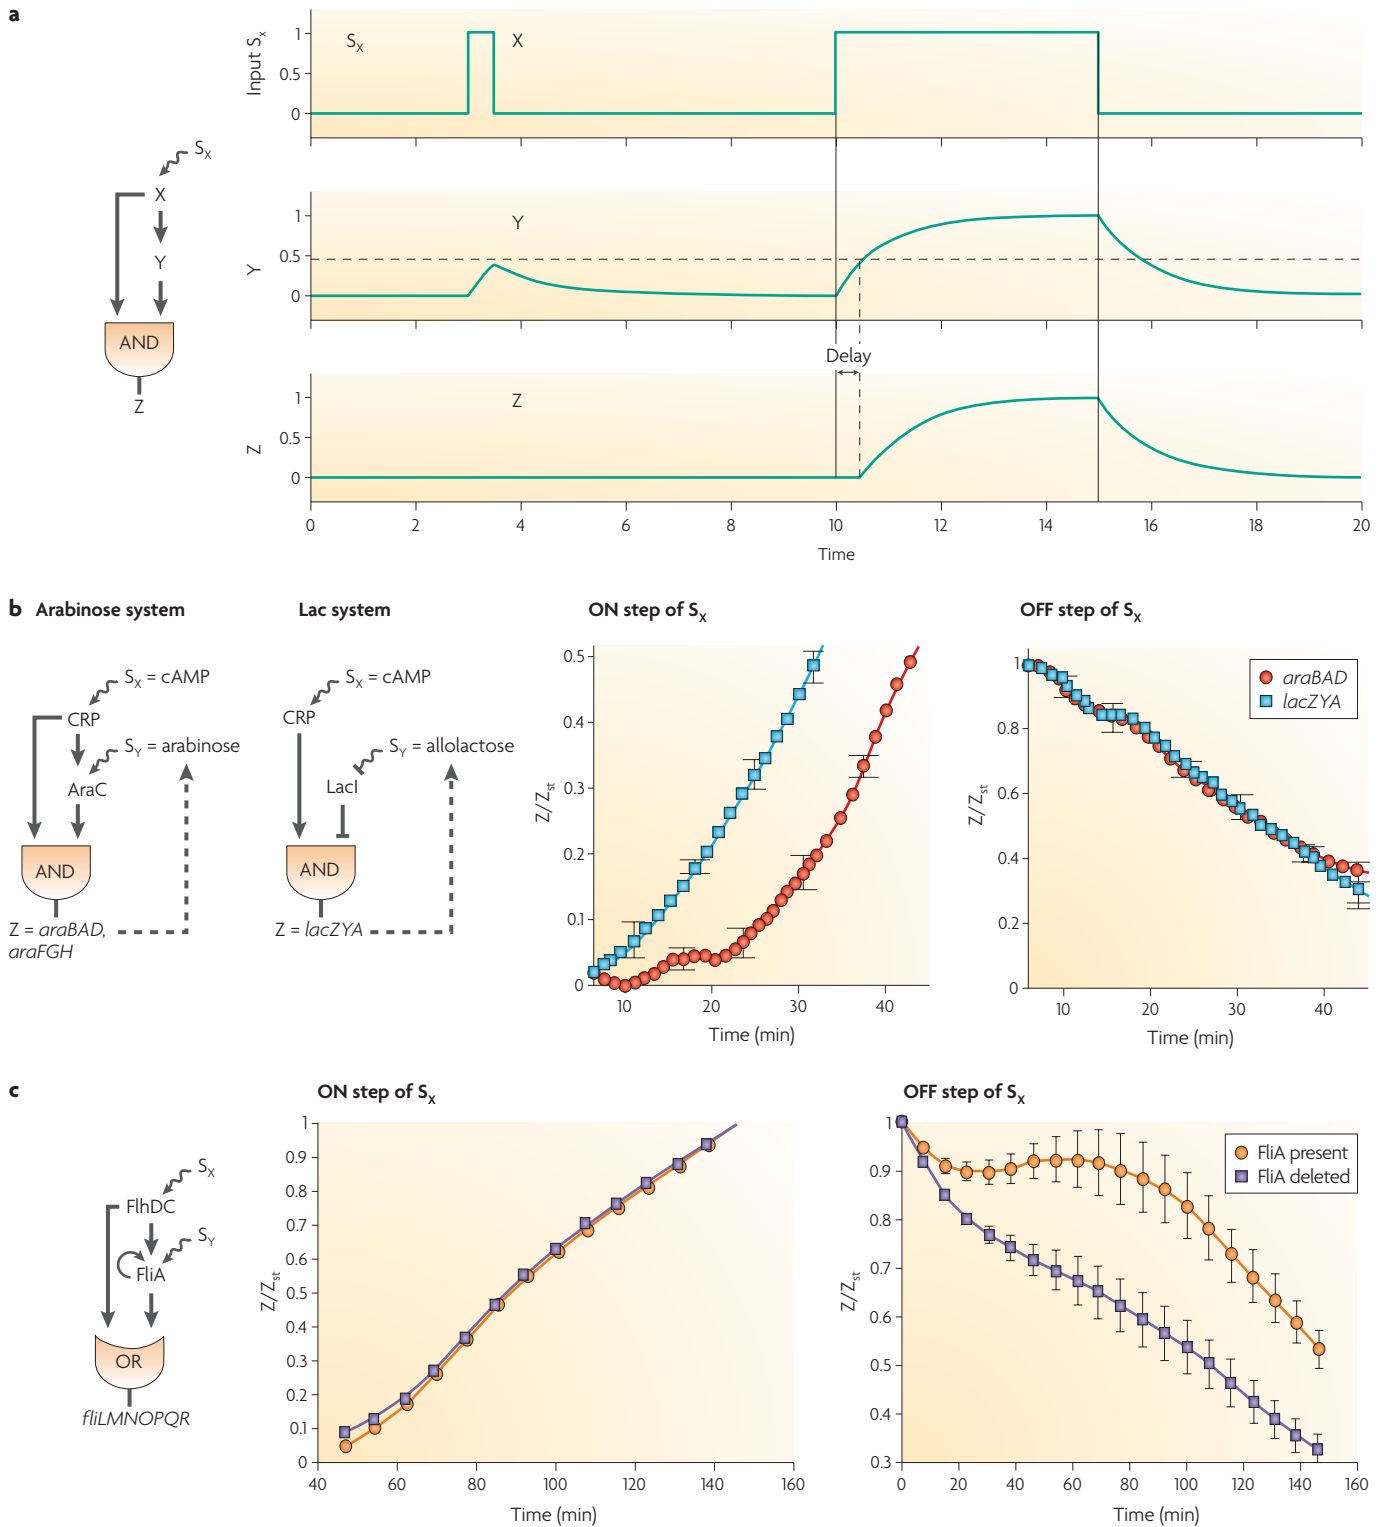 a
Input Sx
1
0.5
0
Sx
X
Sx
X
Y
AND
Z
Y
1
0.5
0
Y
Delay
Z
1
0.5
0
Z
0 2 4 6 8 10 12 14 16 18 20
Time
b Arabinose system
Sx = cAMP
CRP
SY = arabinose
AraC
AND
Z = araBAD,
araFGH
Lac system
Sx = cAMP
CRP
SY = allolactose
LacI
AND
Z = lacZYA
ON step of Sx
Z/Zst
0.5
0.4
0.3
0.2
0.1
0
10 20 30 40
Time (min)
OFF step of Sx
Z/Zst
1
0.8
0.6
0.4
0.2
0
araBAD
lacZYA
10 20 30 40
Time (min)
c
Sx
FlhDC
SY
FliA
OR
fliLMNOPQR
ON step of Sx
Z/Zst
1
0.9
0.8
0.7
0.6
0.5
0.4
0.3
0.2
0.1
0
40 60 80 100 120 140 160
Time (min)
OFF step of Sx
Z/Zst
1
0.9
0.8
0.7
0.6
0.5
0.4
0.3
FliA present
FliA deleted
0 20 40 60 80 100 120 140 160
Time (min)